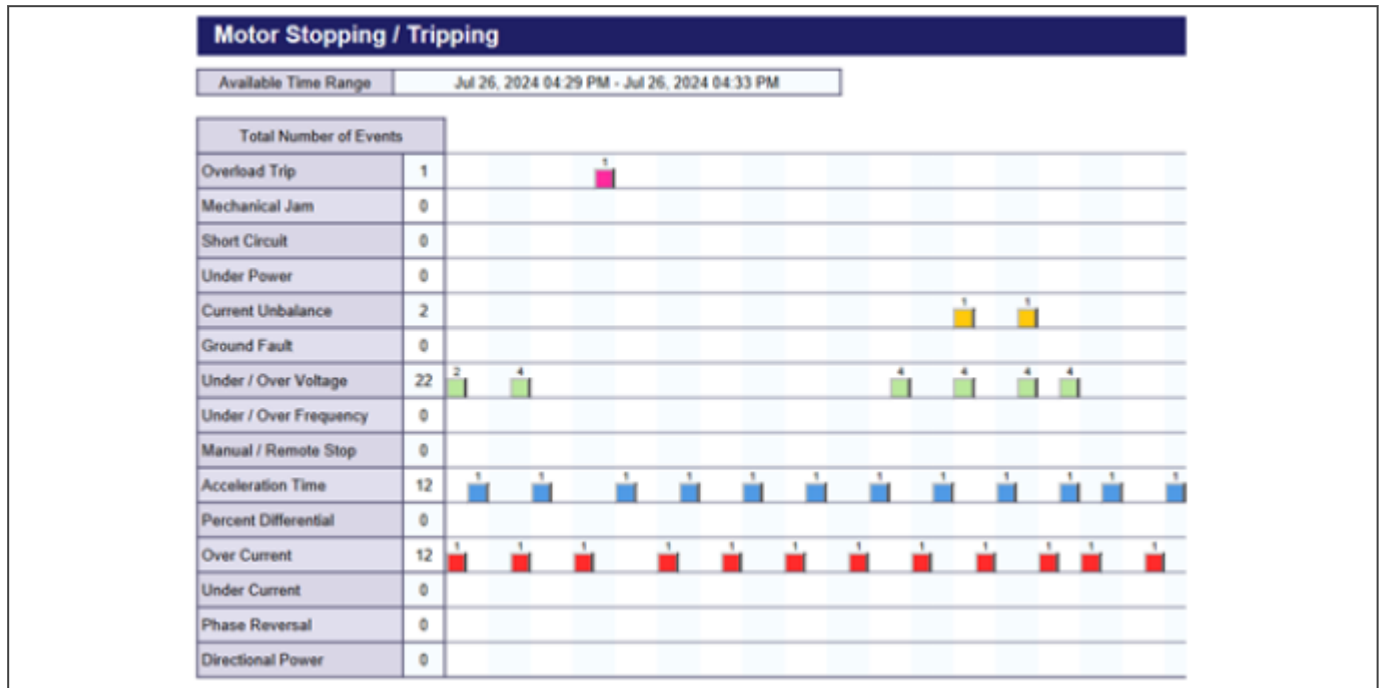 Motor Stopping / Tripping
Available Time Range Jul 26, 2024 04:29 PM - Jul 26, 2024 04:33 PM
Total Number of Events
Overload Trip 1 1
Mechanical Jam 0
Short Circuit 0
Under Power 0
Current Unbalance 2 1 1
Ground Fault 0
Under / Over Voltage 22 2 4 4 4 4 4
Under / Over Frequency 0
Manual / Remote Stop 0
Acceleration Time 12 1 1 1 1 1 1 1 1 1 1 1 1
Percent Differential 0
Over Current 12 1 1 1 1 1 1 1 1 1 1 1 1
Under Current 0
Phase Reversal 0
Directional Power 0